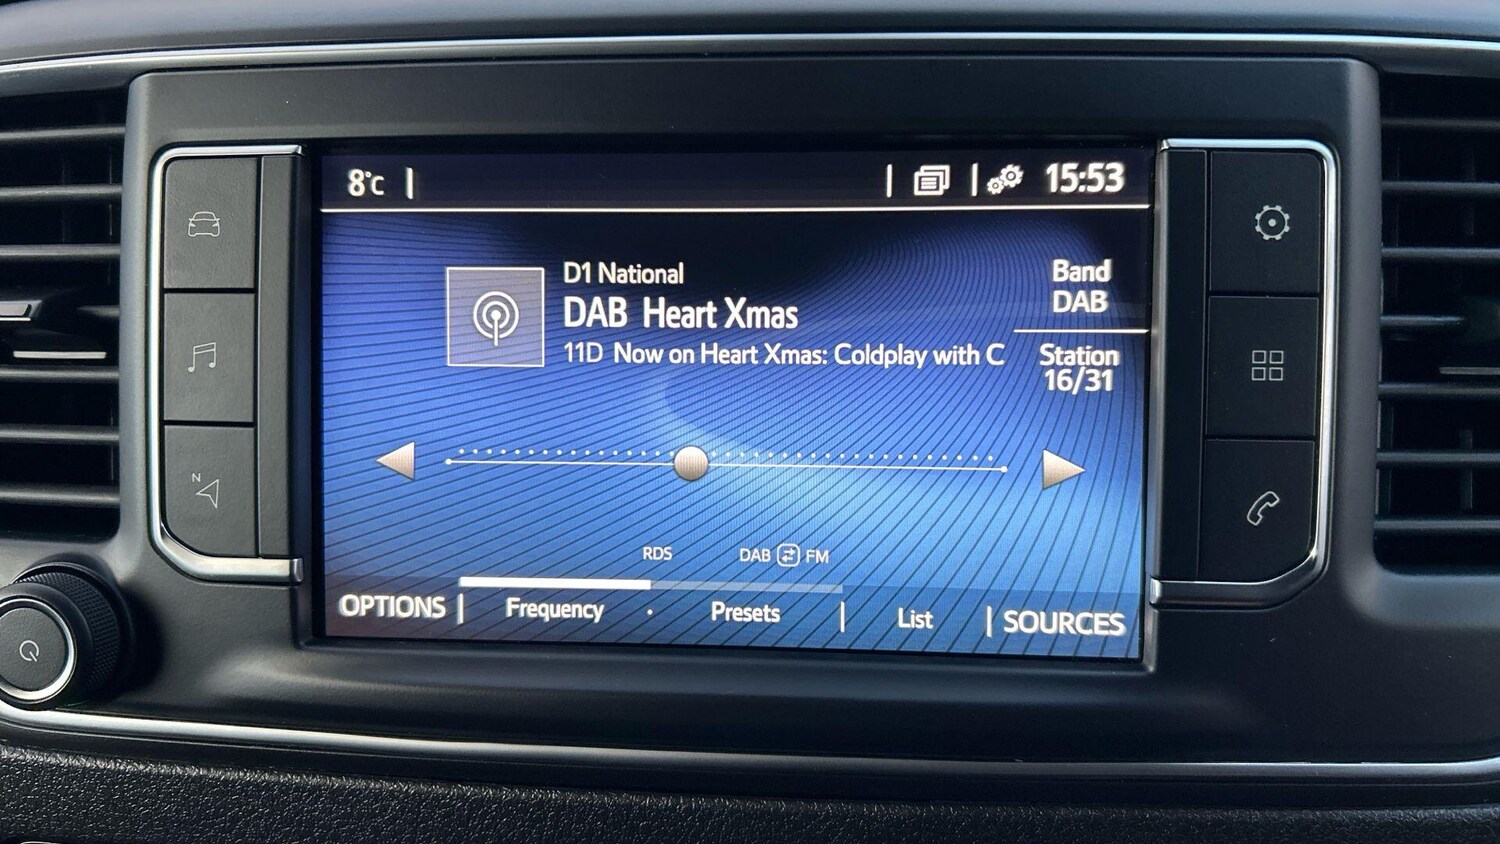 8°C
15:53
D1 National
DAB Heart Xmas
11D Now on Heart Xmas: Coldplay with C
Band
DAB
Station
16/31
N
RDS
DAB FM
OPTIONS
Frequency
Presets
List
SOURCES